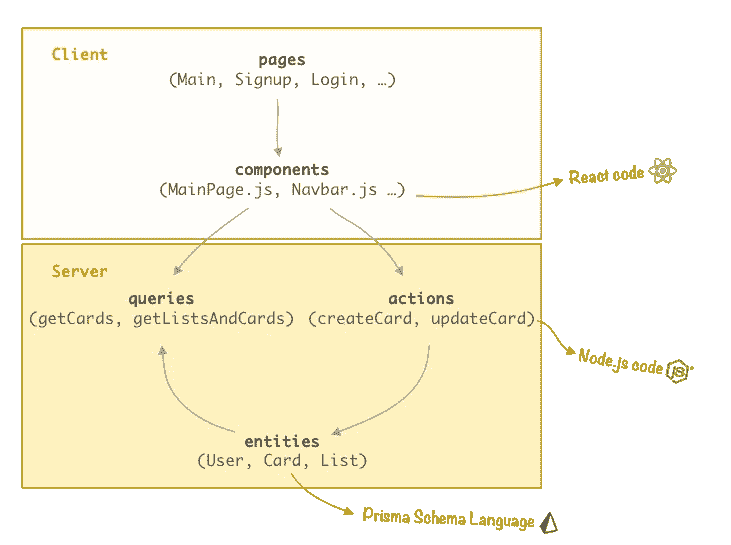 Client
pages
(Main, Signup, Login, …)
components
(MainPage.js, Navbar.js …)
React code
Server
queries
(getCards, getListsAndCards)
actions
(createCard, updateCard)
Node.js code
JS
entities
(User, Card, List)
Prisma Schema Language